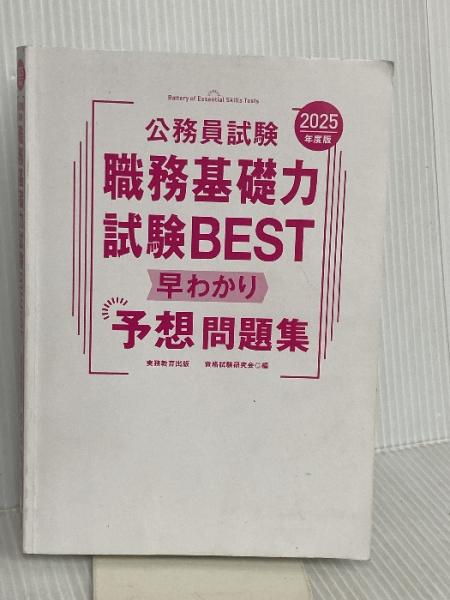 Battery of Essential Skills Tests
2025
年度版
公務員試験
職務基礎力
試験BEST
早わかり
予想問題集
実務教育出版 資格試験研究会◎編